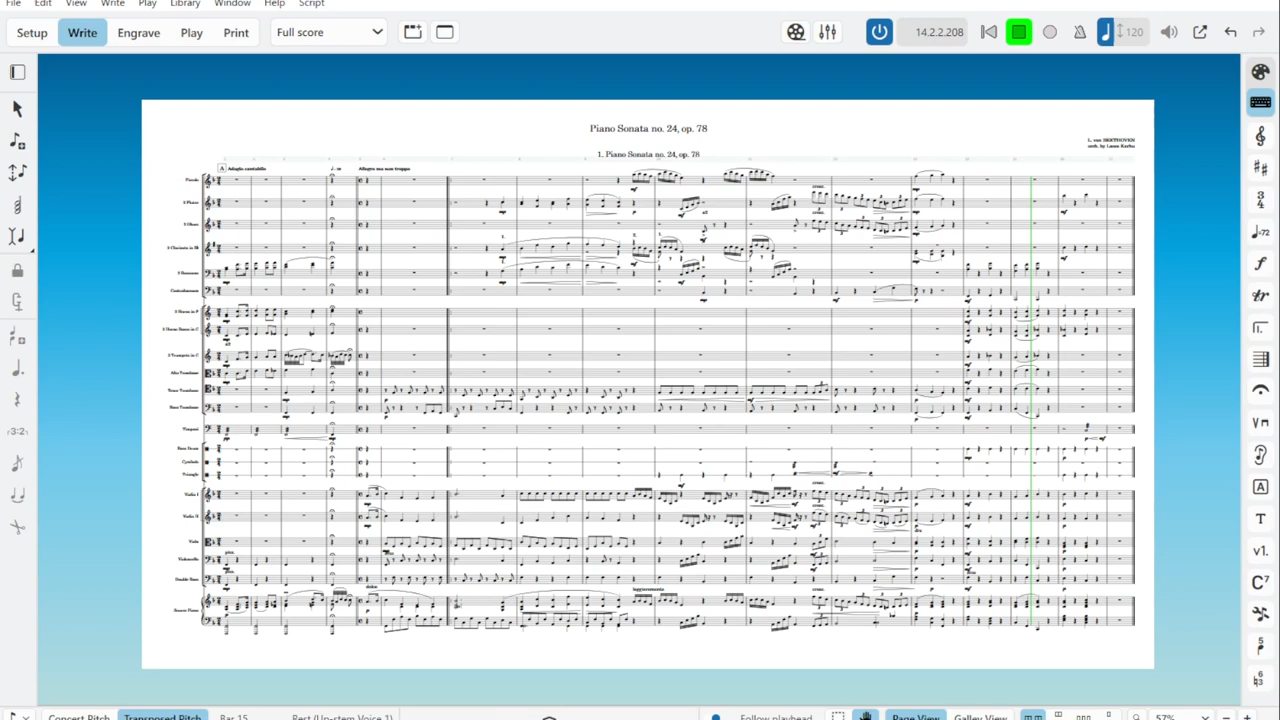 File Edit View Write Play Library Window Help Script
Setup Write Engrave Play Print Full score 14.2.2.208 120
Piano Sonata no. 24, op. 78
L. van BEETHOVEN
1. Piano Sonata no. 24, op. 78
A Adagio cantabile Allegro ma non troppo
Piccolo
2 Flutes
2 Oboes
2 Clarinets in Bb
2 Bassoons
Contrabassoon
2 Horns in F
2 Trumpets in C
Alto Trombone
Tenor Trombone
Bass Trombone
Timpani
Bass Drum
Cymbals
Triangle
Violin I
Violin II
Viola
Violoncello
Double Bass
dolce leggieramente cresc.
Concert Pitch Transposed Pitch Bar 15 Rest (Up-stem Voice 1) Follow playhead Page View Galley View 57%